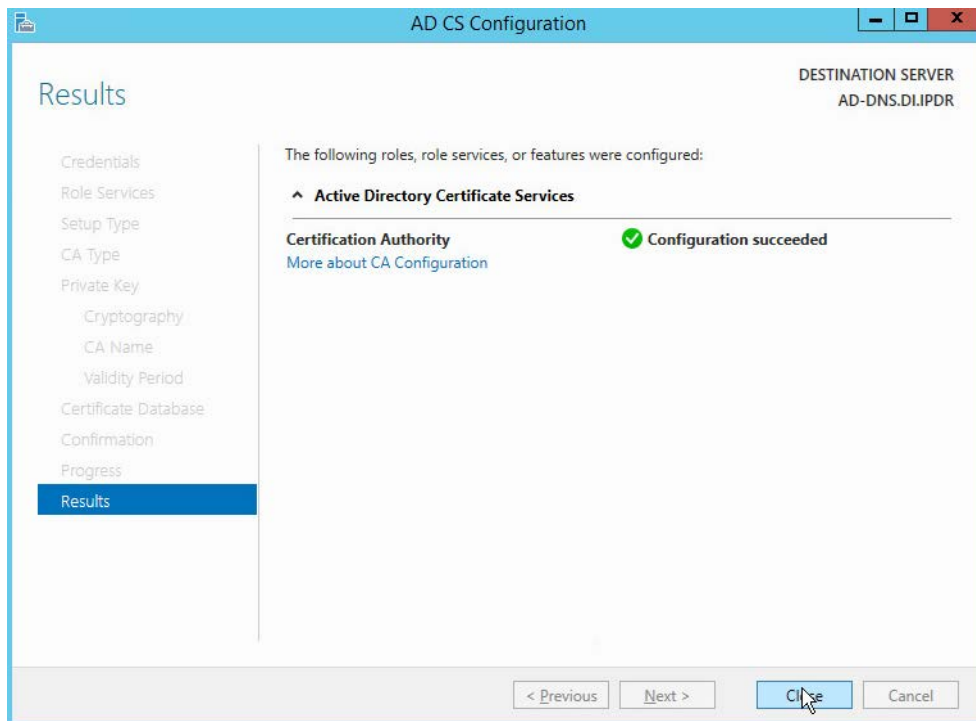 AD CS Configuration
DESTINATION SERVER
AD-DNS.DI.IPDR
Results
Credentials
Role Services
Setup Type
CA Type
Private Key
Cryptography
CA Name
Validity Period
Certificate Database
Confirmation
Progress
Results
The following roles, role services, or features were configured:
Active Directory Certificate Services
Certification Authority
Configuration succeeded
More about CA Configuration
< Previous
Next >
Close
Cancel